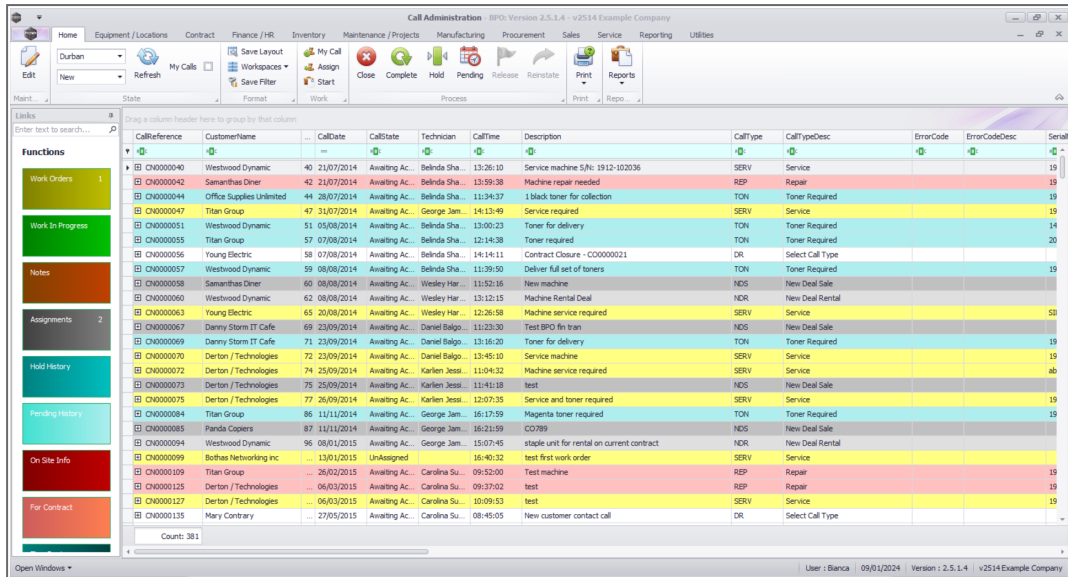 Call Administration - BPO: Version 2.5.1.4 - v2514 Example Company
Home Equipment / Locations Contract Finance / HR Inventory Maintenance / Projects Manufacturing Procurement Sales Service Reporting Utilities
Edit
Durban
New
Refresh
My Calls
Save Layout
Workspaces
Save Filter
My Call
Assign
Start
Close Complete Hold Pending Release Reinstate
Print Reports
Maint... State Format Work Process Print Repo...
Links
Enter text to search...
Functions
Work Orders 1
Work In Progress
Notes
Assignments 2
Hold History
Pending History
On Site Info
For Contract
Drag a column header here to group by that column
CallReference CustomerName ... CallDate CallState Technician CallTime Description CallType CallTypeDesc ErrorCode ErrorCodeDesc
CN0000040 Westwood Dynamic 40 21/07/2014 Awaiting Ac... Belinda Sha... 13:26:10 Service machine S/N: 1912-102036 SERV Service 19
CN0000042 Samanthas Diner 42 21/07/2014 Awaiting Ac... Belinda Sha... 13:59:38 Machine repair needed REP Repair 19
CN0000044 Office Supplies Unlimited 44 28/07/2014 Awaiting Ac... Belinda Sha... 11:34:37 1 black toner for collection TON Toner Required 19
CN0000047 Titan Group 47 31/07/2014 Awaiting Ac... George Jam... 14:13:49 Service required SERV Service 19
CN0000051 Westwood Dynamic 51 05/08/2014 Awaiting Ac... Belinda Sha... 13:00:23 Toner for delivery TON Toner Required 14
CN0000055 Titan Group 57 07/08/2014 Awaiting Ac... Belinda Sha... 12:14:38 Toner required TON Toner Required 20
CN0000056 Young Electric 58 07/08/2014 Awaiting Ac... Belinda Sha... 14:14:11 Contract Closure - CO0000021 DR Select Call Type
CN0000057 Westwood Dynamic 59 08/08/2014 Awaiting Ac... Belinda Sha... 11:39:50 Deliver full set of toners TON Toner Required 19
CN0000058 Samanthas Diner 60 08/08/2014 Awaiting Ac... Wesley Har... 11:52:16 New machine NDS New Deal Sale
CN0000060 Westwood Dynamic 62 08/08/2014 Awaiting Ac... Wesley Har... 13:12:15 Machine Rental Deal NDR New Deal Rental
CN0000063 Young Electric 65 20/08/2014 Awaiting Ac... Wesley Har... 12:26:58 Machine service required SERV Service
CN0000067 Danny Storm IT Cafe 69 23/09/2014 Awaiting Ac... Daniel Balgo... 11:23:30 Test BPO fin tran NDS New Deal Sale
CN0000069 Danny Storm IT Cafe 71 23/09/2014 Awaiting Ac... Daniel Balgo... 13:16:20 Toner for delivery TON Toner Required 19
CN0000070 Derton / Technologies 72 23/09/2014 Awaiting Ac... Daniel Balgo... 13:45:10 Service machine SERV Service 19
CN0000072 Derton / Technologies 74 25/09/2014 Awaiting Ac... Karlien Jessi... 11:04:32 Machine service required SERV Service ab
CN0000073 Derton / Technologies 75 25/09/2014 Awaiting Ac... Karlien Jessi... 11:41:18 test NDS New Deal Sale
CN0000075 Derton / Technologies 77 26/09/2014 Awaiting Ac... Karlien Jessi... 12:07:35 Service and toner required SERV Service 19
CN0000084 Titan Group 86 11/11/2014 Awaiting Ac... George Jam... 16:17:59 Magenta toner required TON Toner Required 19
CN0000085 Panda Copiers 87 11/11/2014 Awaiting Ac... George Jam... 16:21:59 CO789 NDS New Deal Sale
CN0000094 Westwood Dynamic 96 08/01/2015 Awaiting Ac... George Jam... 15:07:45 staple unit for rental on current contract NDR New Deal Rental
CN0000099 Bothas Networking inc ... 13/01/2015 UnAssigned 16:40:32 test first work order SERV Service
CN0000109 Titan Group ... 26/02/2015 Awaiting Ac... Carolina Su... 09:52:00 Test machine REP Repair 19
CN0000125 Derton / Technologies ... 06/03/2015 Awaiting Ac... Carolina Su... 09:37:02 test REP Repair 19
CN0000127 Derton / Technologies ... 06/03/2015 Awaiting Ac... Carolina Su... 10:09:53 test SERV Service 19
CN0000135 Mary Contrary ... 27/05/2015 Awaiting Ac... Carolina Su... 08:45:05 New customer contact call DR Select Call Type
Count: 381
Open Windows User : Bianca 09/01/2024 Version : 2.5.1.4 v2514 Example Company